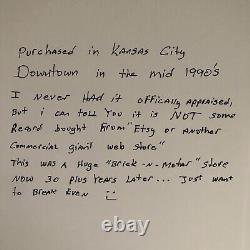 Purchased in Kansas City
Downtown in the mid 1990's
I never HAD it offically appraised,
But i can tell you it is NOT some
Record bought from "Etsy or Another
Commercial giant web store"
This was A Huge "Brick-n-Motar" Store
NOW 30 plus Years Later... Just want
to Break Even